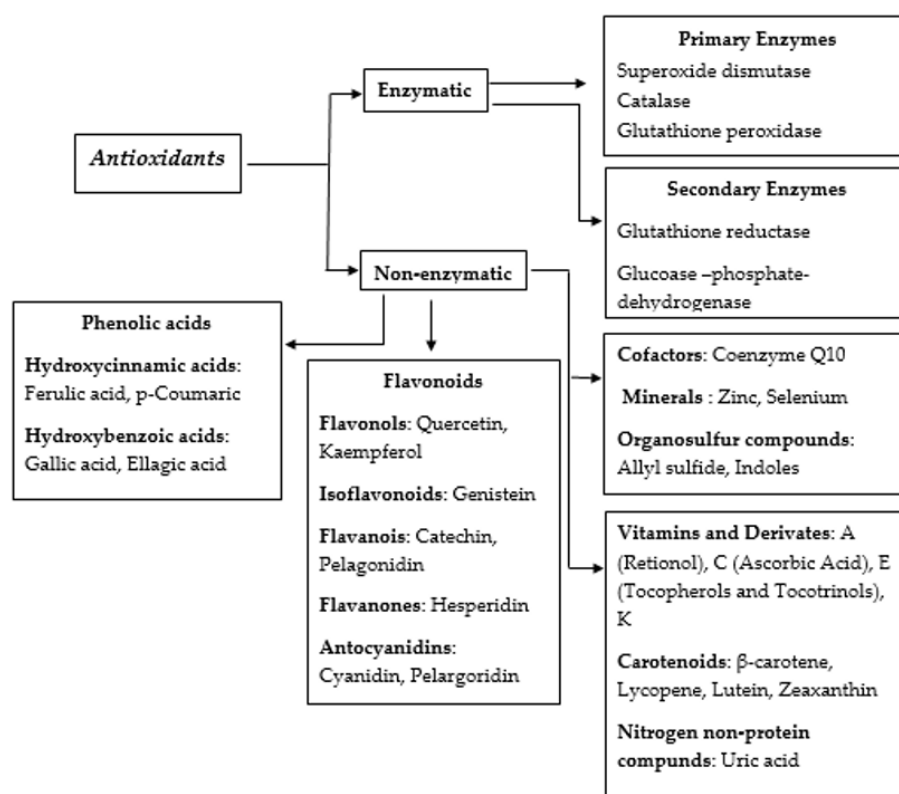 Antioxidants
Enzymatic
Primary Enzymes
Superoxide dismutase
Catalase
Glutathione peroxidase
Secondary Enzymes
Glutathione reductase
Glucoase –phosphate-
dehydrogenase
Non-enzymatic
Phenolic acids
Hydroxycinnamic acids:
Ferulic acid, p-Coumaric
Hydroxybenzoic acids:
Gallic acid, Ellagic acid
Flavonoids
Flavonols: Quercetin,
Kaempferol
Isoflavonoids: Genistein
Flavanois: Catechin,
Pelagonidin
Flavanones: Hesperidin
Antocyanidins:
Cyanidin, Pelargoridin
Cofactors: Coenzyme Q10
Minerals : Zinc, Selenium
Organosulfur compounds:
Allyl sulfide, Indoles
Vitamins and Derivates: A
(Retionol), C (Ascorbic Acid), E
(Tocopherols and Tocotrinols),
K
Carotenoids: β-carotene,
Lycopene, Lutein, Zeaxanthin
Nitrogen non-protein
compunds: Uric acid